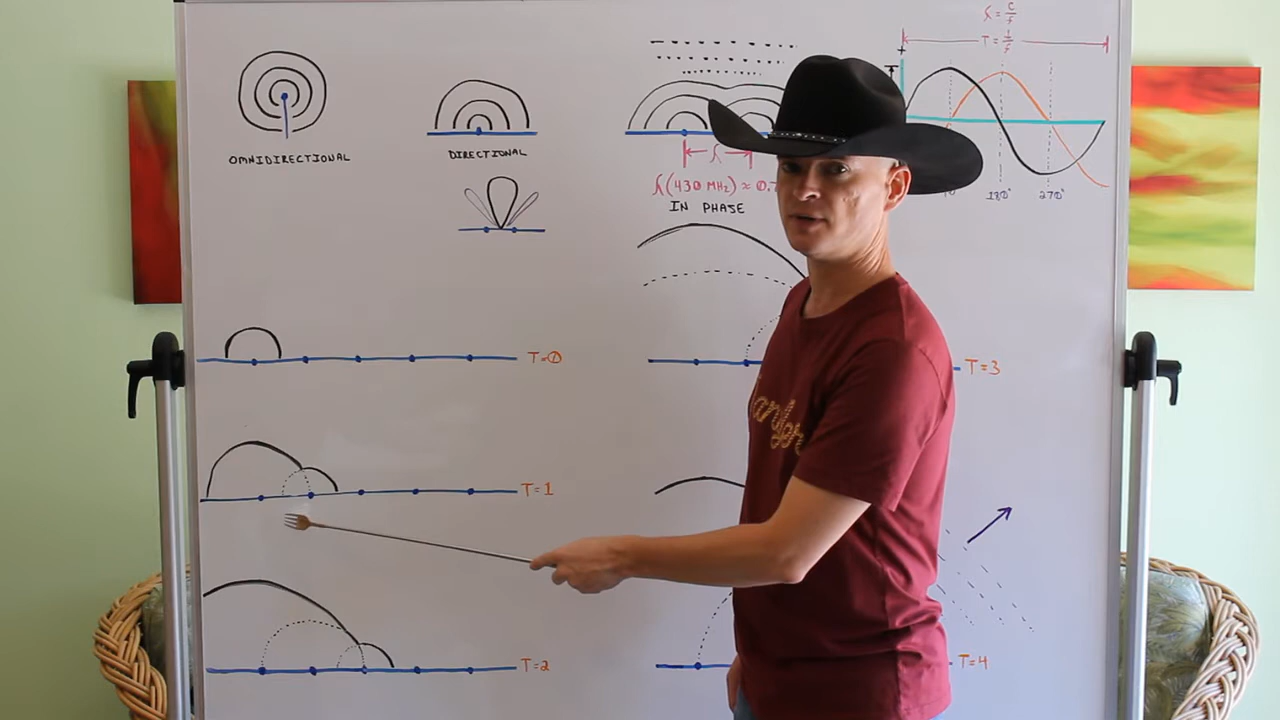 OMNIDIRECTIONAL
DIRECTIONAL
λ
λ(430 MHz) ≈ 0.7
IN PHASE
λ = c/f
T = 1/f
+
180°
270°
T=0
T=1
T=2
T=3
T=4